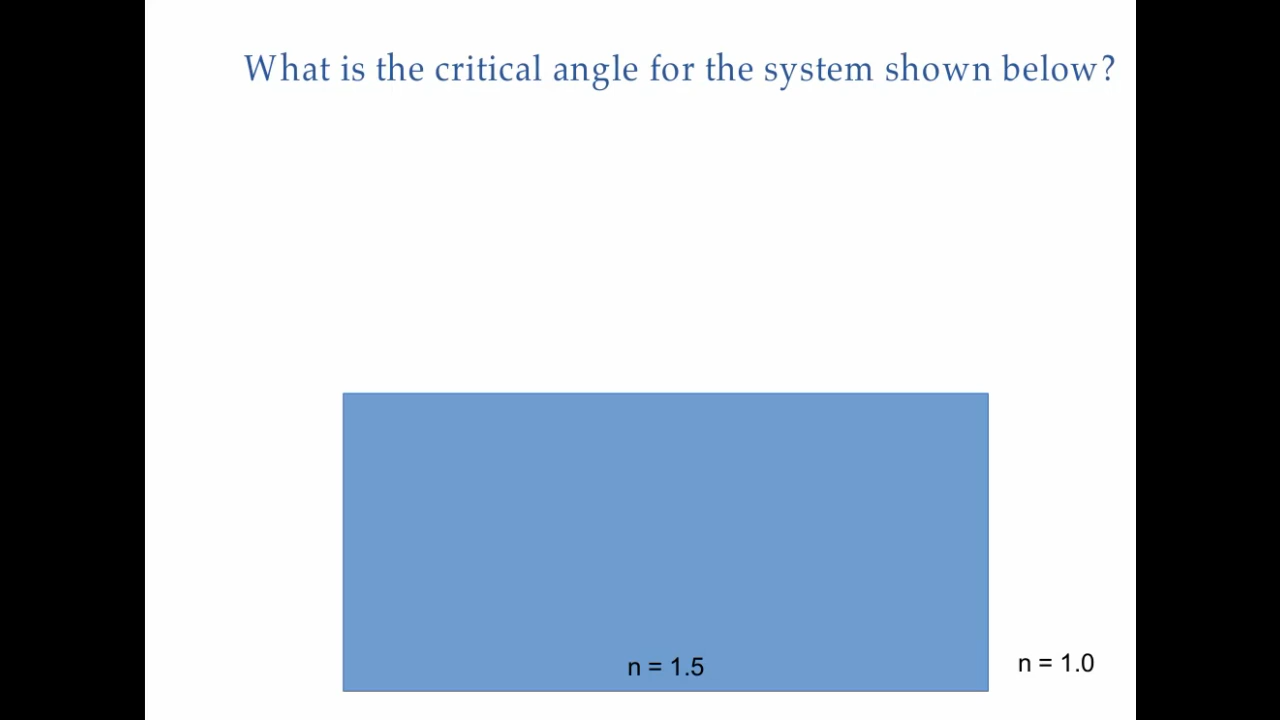 What is the critical angle for the system shown below?
n = 1.5
n = 1.0